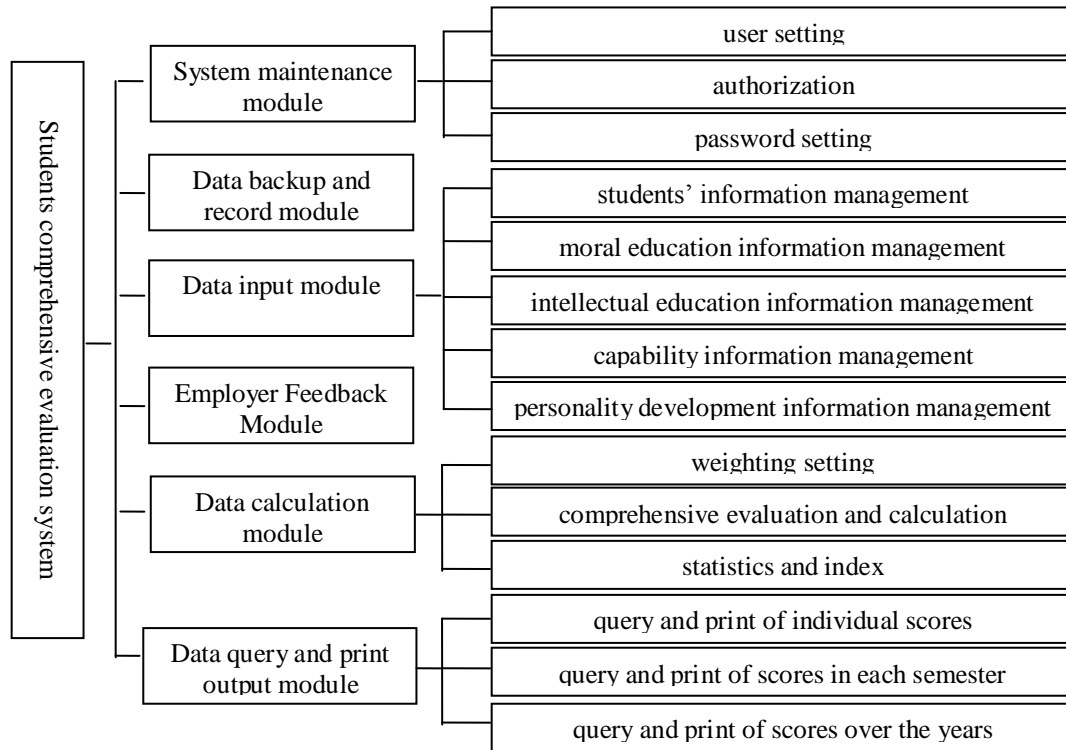 Students comprehensive evaluation system
System maintenance
module
user setting
authorization
password setting
Data backup and
record module
Data input module
students’ information management
moral education information management
intellectual education information management
capability information management
personality development information management
Employer Feedback
Module
Data calculation
module
weighting setting
comprehensive evaluation and calculation
statistics and index
Data query and print
output module
query and print of individual scores
query and print of scores in each semester
query and print of scores over the years